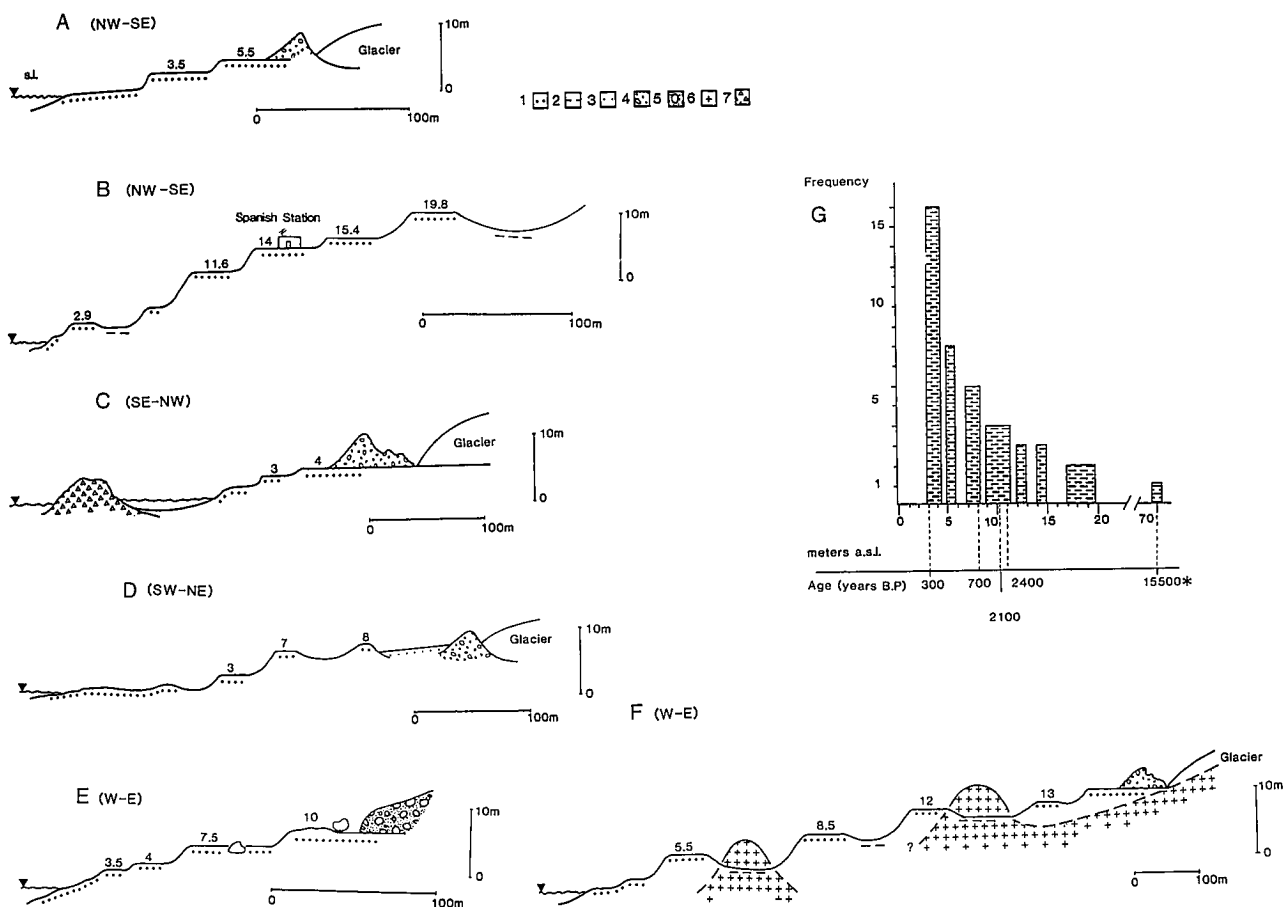 A (NW-SE)
10m
Glacier
5.5
3.5
s.l.
0
0 100m
1 2 3 4 5 6 7
B (NW-SE)
19.8
Spanish Station
14 15.4
10m
11.6
0
2.9
0 100m
C (SE-NW)
Glacier
10m
3 4
0
0 100m
D (SW-NE)
7 8
Glacier
10m
3
0
0 100m
E (W-E)
10
10m
7.5
3.5 4
0
0 100m
F (W-E)
Glacier
12 13
10m
8.5
5.5
?
0
0 100m
Frequency
G
15
10
5
1
0 5 10 15 20 70
meters a.s.l.
Age (years B.P) 300 700 2400 15500*
2100